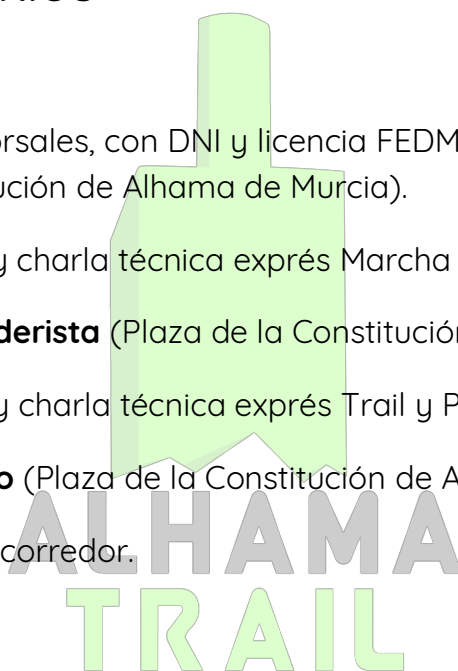 orsales, con DNI y licencia FEDM
ución de Alhama de Murcia).
y charla técnica exprés Marcha
derista (Plaza de la Constitución
y charla técnica exprés Trail y P
o (Plaza de la Constitución de A
corredor.
ALHAMA
TRAIL